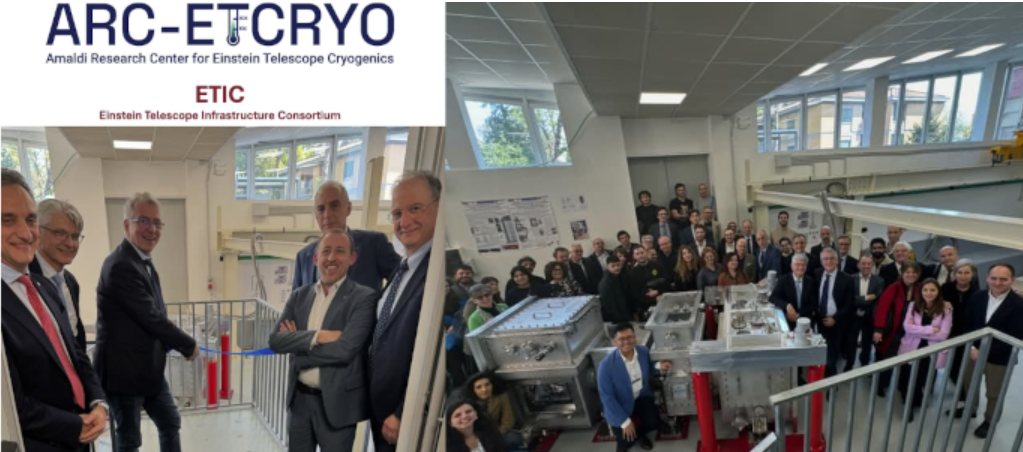 ARC-ETCRYO
Amaldi Research Center for Einstein Telescope Cryogenics
ETIC
Einstein Telescope Infrastructure Consortium